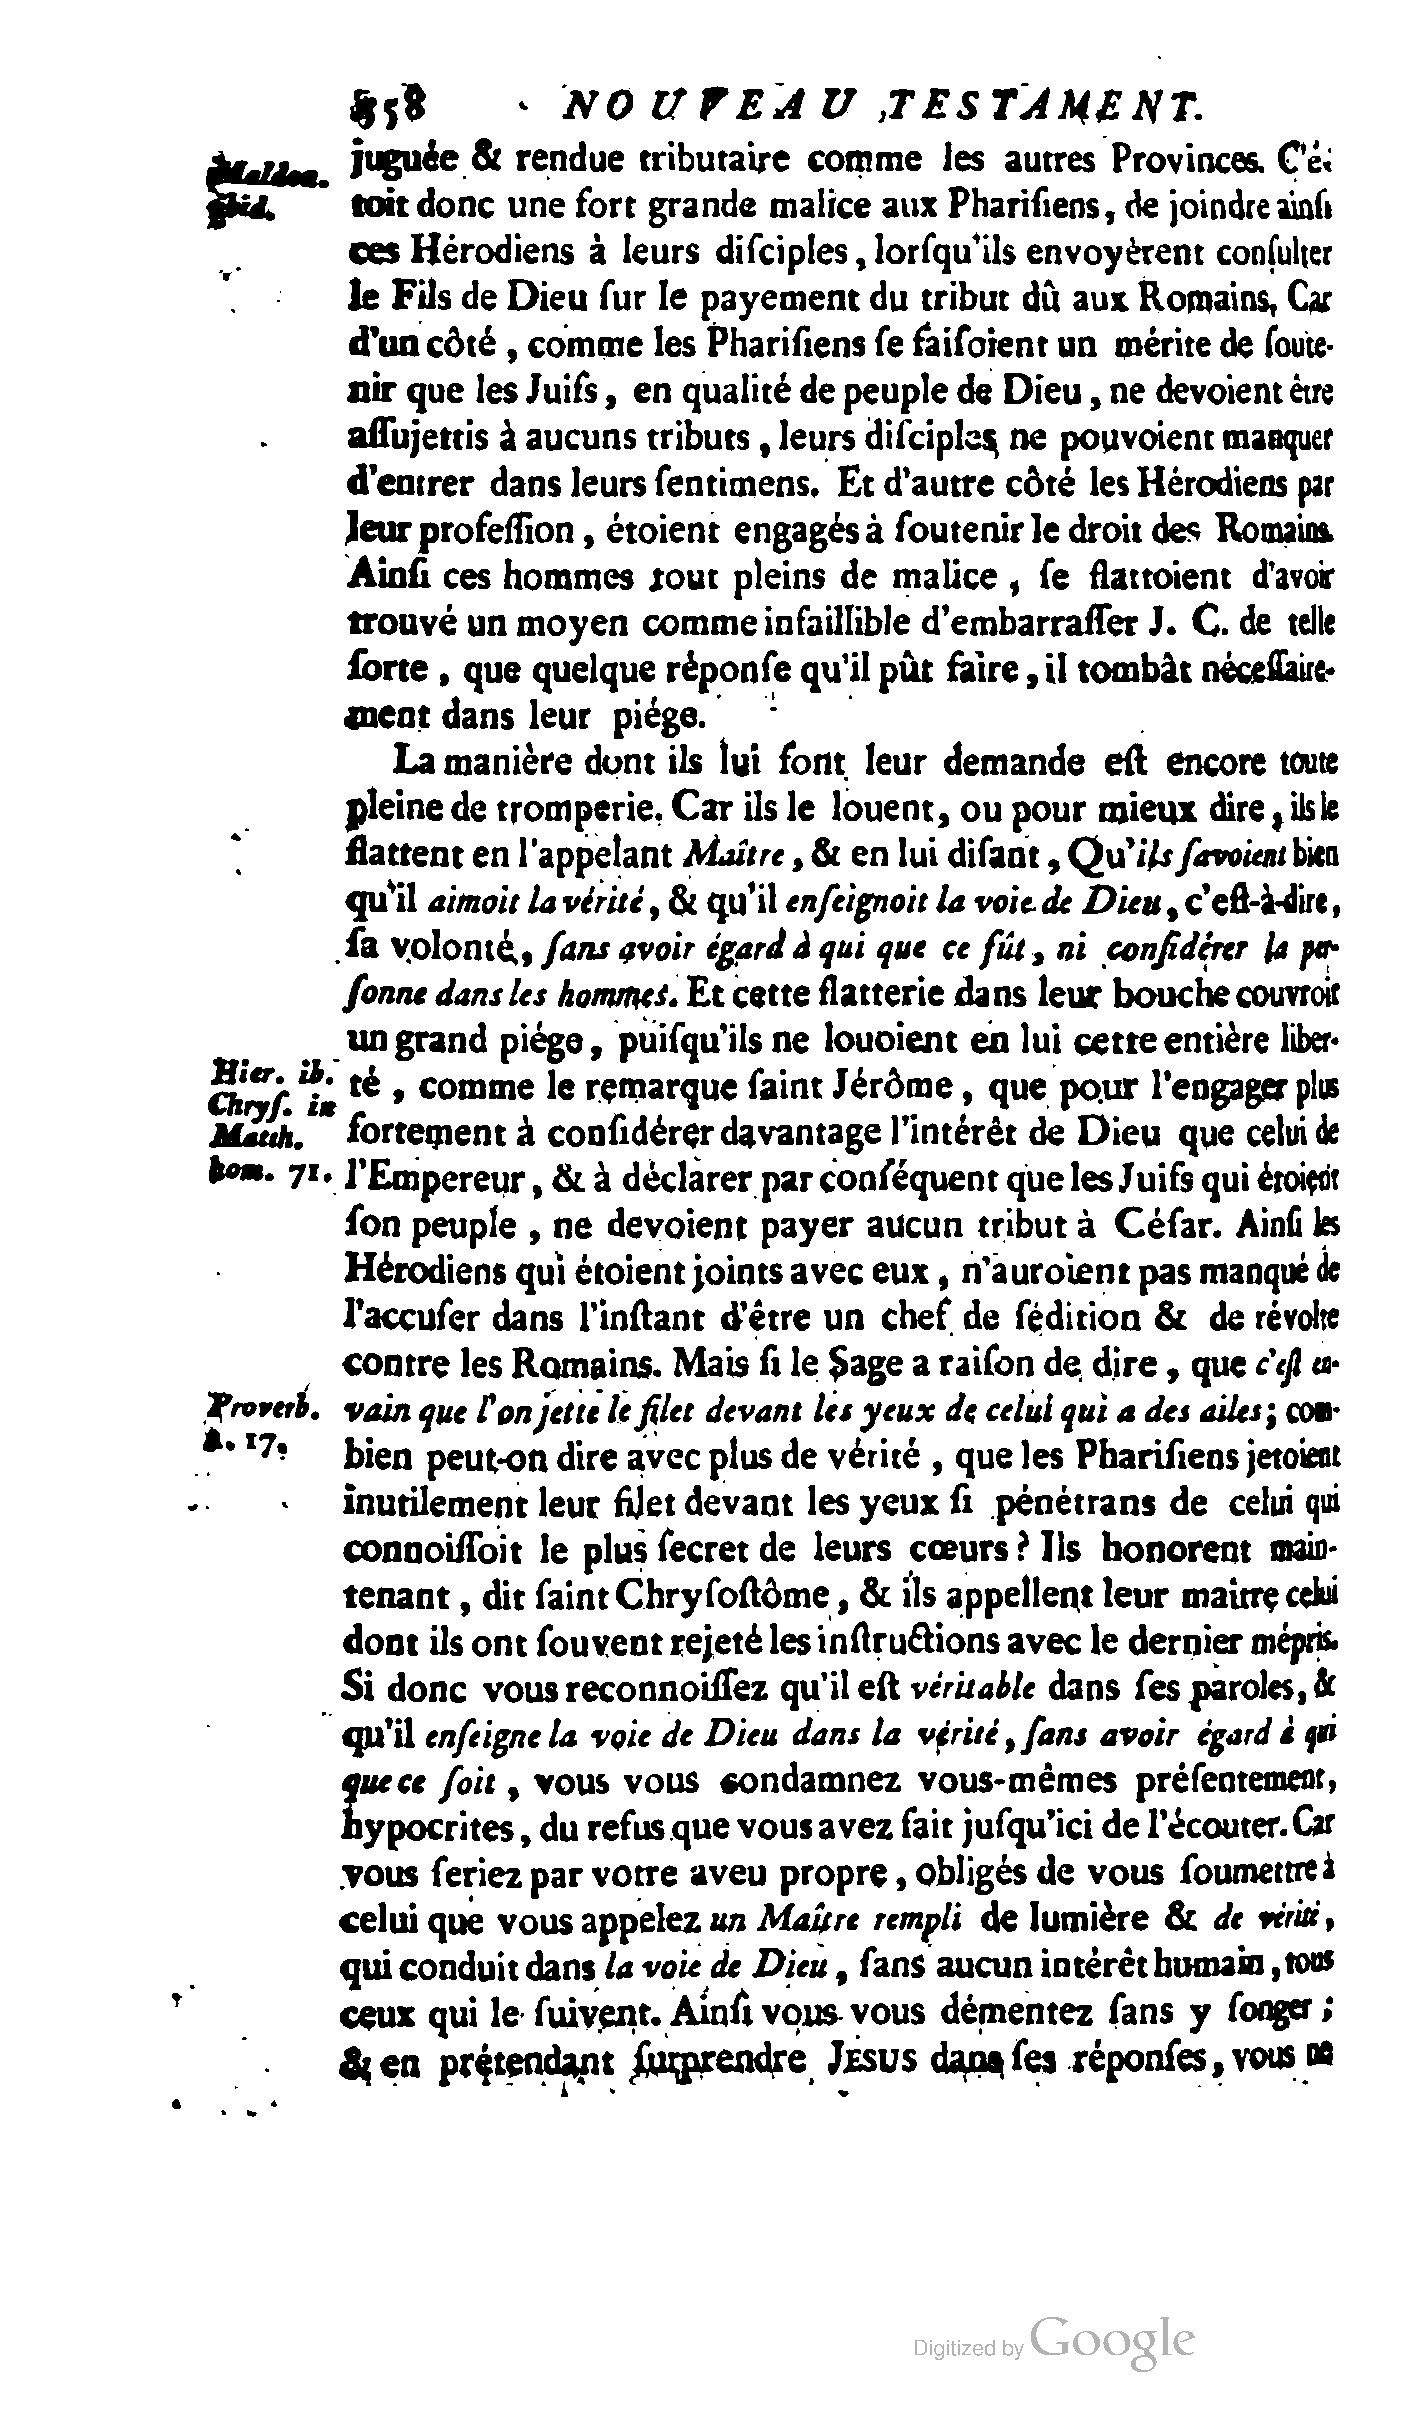 58 NOUVEAU TESTAMENT.
juguée & rendue tributaire comme les autres Provinces. C'é-
Maldon.
ibid.
toit donc une fort grande malice aux Phariſiens, de joindre ainſi
ces Hérodiens à leurs diſciples, lorſqu'ils envoyèrent conſulter
le Fils de Dieu ſur le payement du tribut dû aux Romains, Car
d'un côté, comme les Phariſiens ſe faiſoient un mérite de ſoute-
nir que les Juifs, en qualité de peuple de Dieu, ne devoient être
aſſujettis à aucuns tributs, leurs diſciples ne pouvoient manquer
d'entrer dans leurs ſentimens. Et d'autre côté les Hérodiens par
leur profeſſion, étoient engagés à ſoutenir le droit des Romains.
Ainſi ces hommes tout pleins de malice, ſe flattoient d'avoir
trouvé un moyen comme infaillible d'embarraſſer J. C. de telle
ſorte, que quelque réponſe qu'il pût faire, il tombât néceſſaire-
ment dans leur piége.
La manière dont ils lui font leur demande eſt encore toute
pleine de tromperie. Car ils le louent, ou pour mieux dire, ils le
flattent en l'appelant Maître, & en lui diſant, Qu'ils ſavoient bien
qu'il aimoit la vérité, & qu'il enſeignoit la voie de Dieu, c'eſt-à-dire,
ſa volonté, ſans avoir égard à qui que ce fût, ni conſidérer la per-
ſonne dans les hommes. Et cette flatterie dans leur bouche couvroit
un grand piége, puiſqu'ils ne louoient en lui cette entière liber-
Hier. ib.
Chryſ. in
Matth.
hom. 71.
té, comme le remarque ſaint Jérôme, que pour l'engager plus
fortement à conſidérer davantage l'intérêt de Dieu que celui de
l'Empereur, & à déclarer par conſéquent que les Juifs qui étoient
ſon peuple, ne devoient payer aucun tribut à Céſar. Ainſi les
Hérodiens qui étoient joints avec eux, n'auroient pas manqué de
l'accuſer dans l'inſtant d'être un chef de ſédition & de révolte
contre les Romains. Mais ſi le Sage a raiſon de dire, que c'eſt en-
Proverb.
1. 17.
vain que l'on jette le filet devant les yeux de celui qui a des ailes; com-
bien peut-on dire avec plus de vérité, que les Phariſiens jetoient
inutilement leur filet devant les yeux ſi pénétrans de celui qui
connoiſſoit le plus ſecret de leurs cœurs? Ils honorent main-
tenant, dit ſaint Chryſoſtôme, & ils appellent leur maître celui
dont ils ont ſouvent rejeté les inſtructions avec le dernier mépris.
Si donc vous reconnoiſſez qu'il eſt véritable dans ſes paroles, &
qu'il enſeigne la voie de Dieu dans la vérité, ſans avoir égard à qui
que ce ſoit, vous vous condamnez vous-mêmes préſentement,
hypocrites, du refus que vous avez fait juſqu'ici de l'écouter. Car
vous ſeriez par votre aveu propre, obligés de vous ſoumettre à
celui que vous appelez un Maître rempli de lumière & de vérité,
qui conduit dans la voie de Dieu, ſans aucun intérêt humain, tous
ceux qui le ſuivent. Ainſi vous vous démentez ſans y ſonger;
& en prétendant ſurprendre JÉSUS dans ſes réponſes, vous ne
Digitized by Google